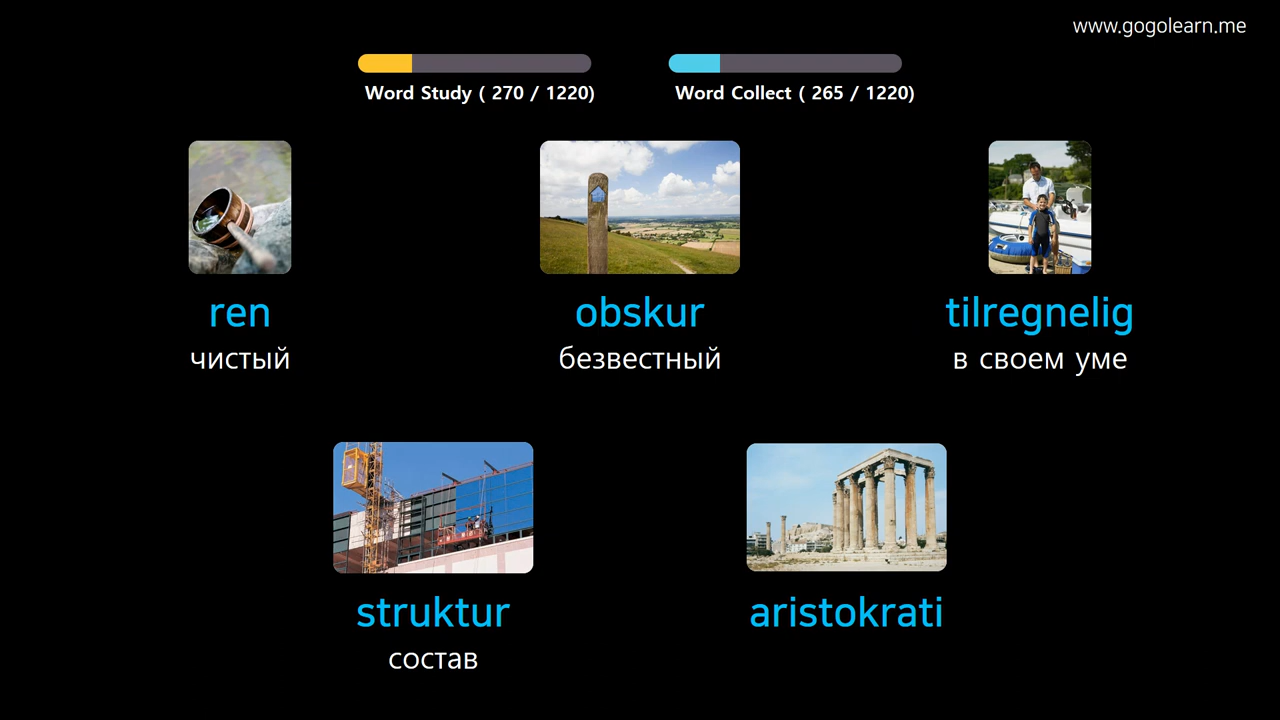 www.gogolearn.me
Word Study ( 270 / 1220)
Word Collect ( 265 / 1220)
ren
чистый
obskur
безвестный
tilregnelig
в своем уме
struktur
состав
aristokrati